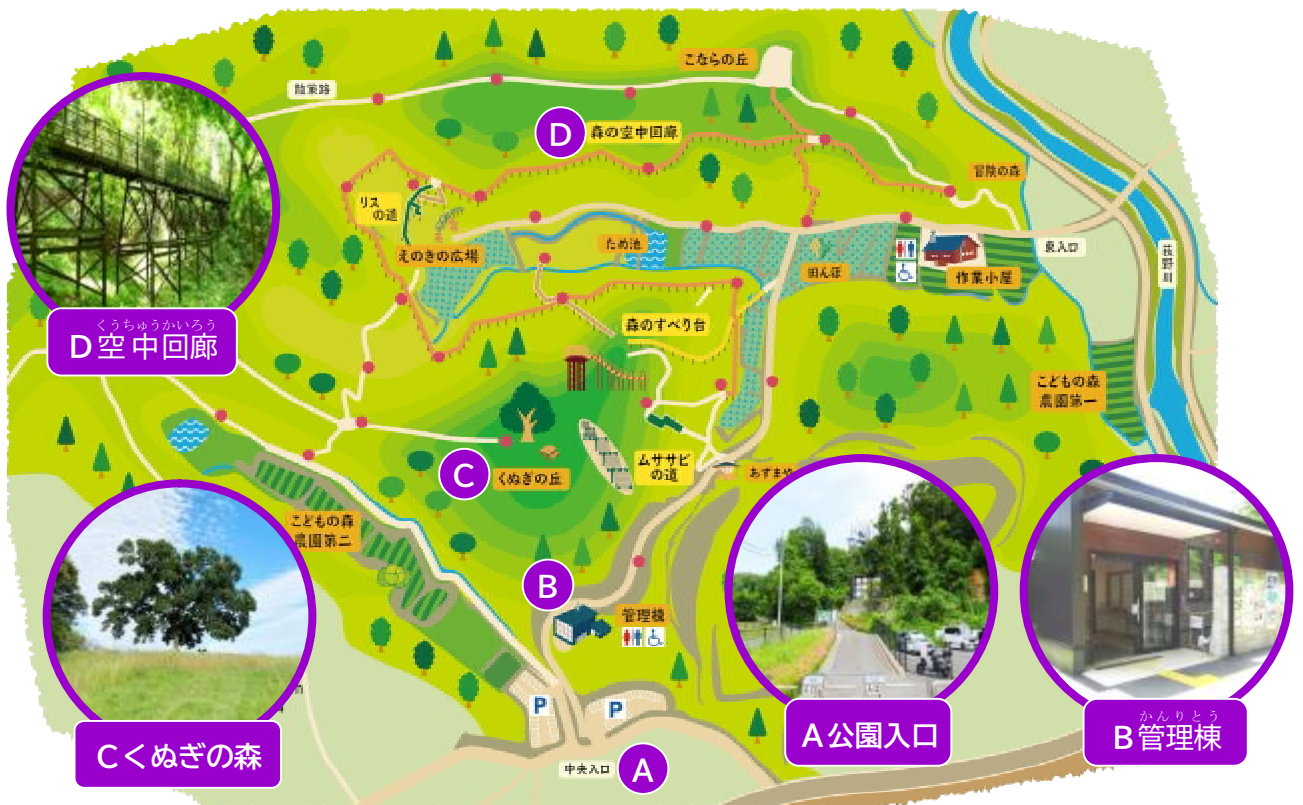 こならの丘
散策路
D
森の空中回廊
冒険の森
リス
の道
えのきの広場
ため池
田んぼ
作業小屋
東入口
荻野川
くうちゅうかいろう
D空中回廊
森のすべり台
こどもの森
農園第一
C
くぬぎの丘
ムササビ
の道
あずまや
こどもの森
農園第二
B
管理棟
P
P
中央入口
A
Cくぬぎの森
A公園入口
かんりとう
B管理棟